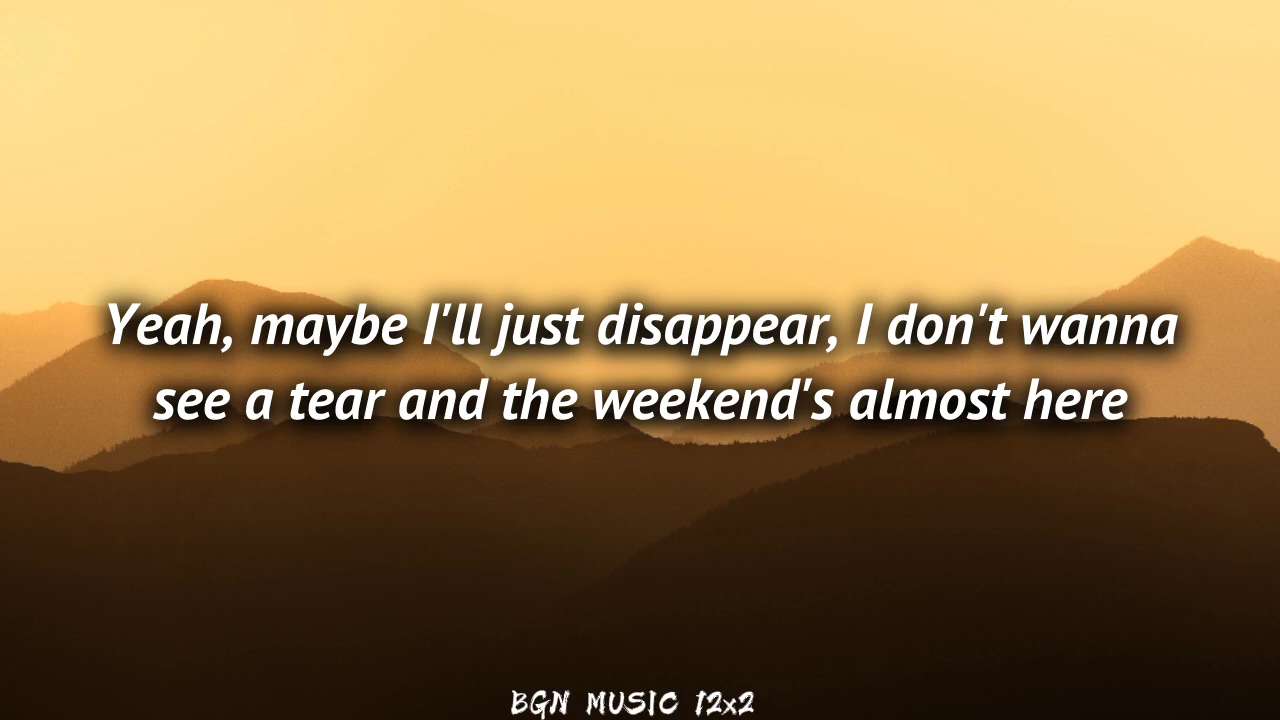 Yeah, maybe I'll just disappear, I don't wanna
see a tear and the weekend's almost here
BGN MUSIC 12x2